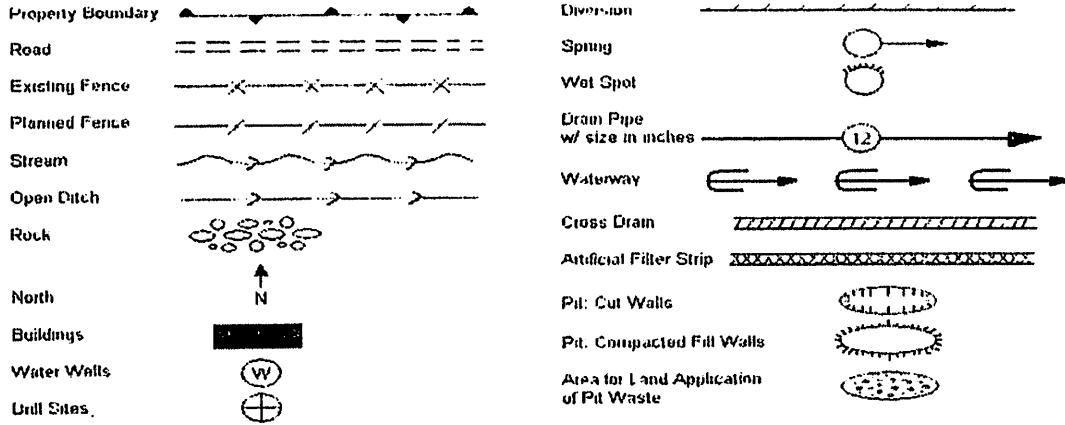 Property Boundary
Road
Existing Fence
Planned Fence
Stream
Open Ditch
Rock
North
N
Buildings
Water Wells
W
Drill Sites.
Diversion
Spring
Wet Spot
Drain Pipe
w/ size in inches
12
Waterway
Cross Drain
Artificial Filter Strip
Pit: Cut Walls
Pit: Compacted Fill Walls
Area for Land Application
of Pit Waste